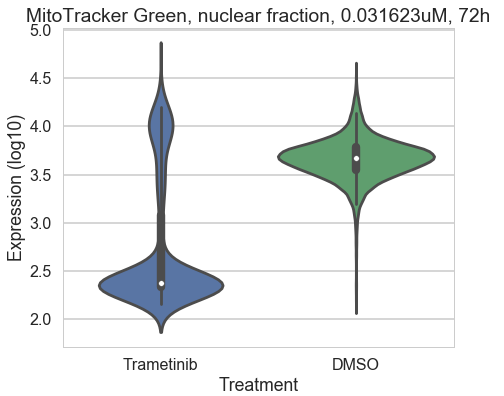 MitoTracker Green, nuclear fraction, 0.031623uM, 72h
5.0
4.5
4.0
3.5
3.0
2.5
2.0
Expression (log10)
Trametinib DMSO
Treatment